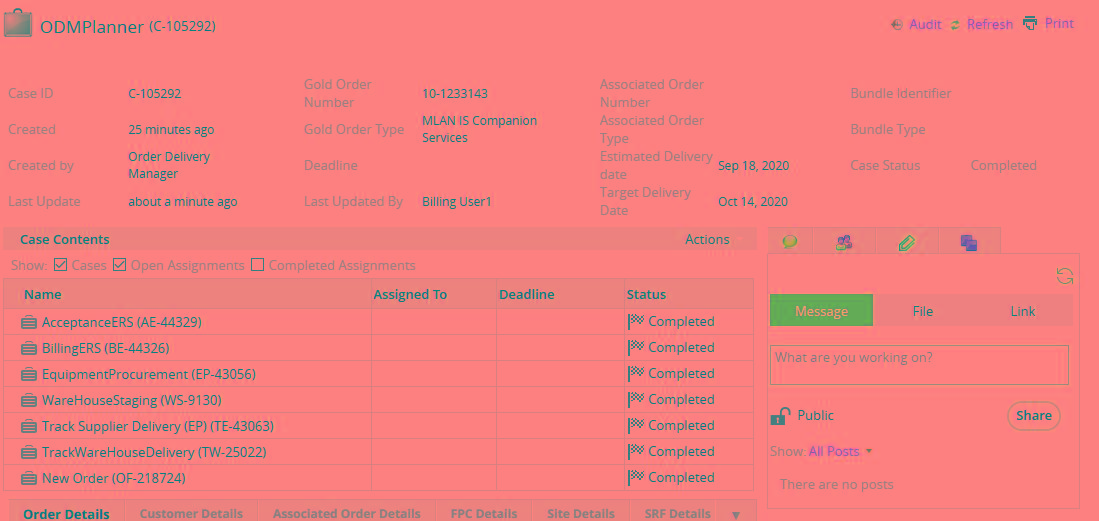 ODMPlanner (C-105292)
Audit Refresh Print
Case ID C-105292 Gold Order Number 10-1233143 Associated Order Number Bundle Identifier
Created 25 minutes ago Gold Order Type MLAN IS Companion Services Associated Order Type Bundle Type
Created by Order Delivery Manager Deadline Estimated Delivery date Sep 18, 2020 Case Status Completed
Last Update about a minute ago Last Updated By Billing User1 Target Delivery Date Oct 14, 2020
Case Contents Actions
Show: Cases Open Assignments Completed Assignments
Name Assigned To Deadline Status
AcceptanceERS (AE-44329) Completed
BillingERS (BE-44326) Completed
EquipmentProcurement (EP-43056) Completed
WareHouseStaging (WS-9130) Completed
Track Supplier Delivery (EP) (TE-43063) Completed
TrackWareHouseDelivery (TW-25022) Completed
New Order (OF-218724) Completed
Order Details Customer Details Associated Order Details FPC Details Site Details SRF Details
Message File Link
What are you working on?
Public Share
Show: All Posts
There are no posts